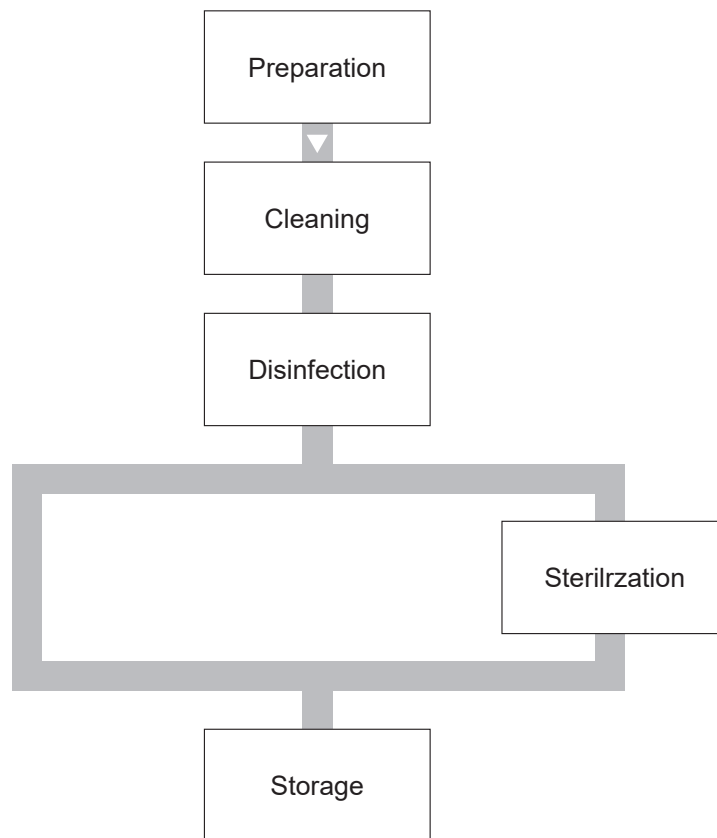 Preparation
Cleaning
Disinfection
Sterilrzation
Storage